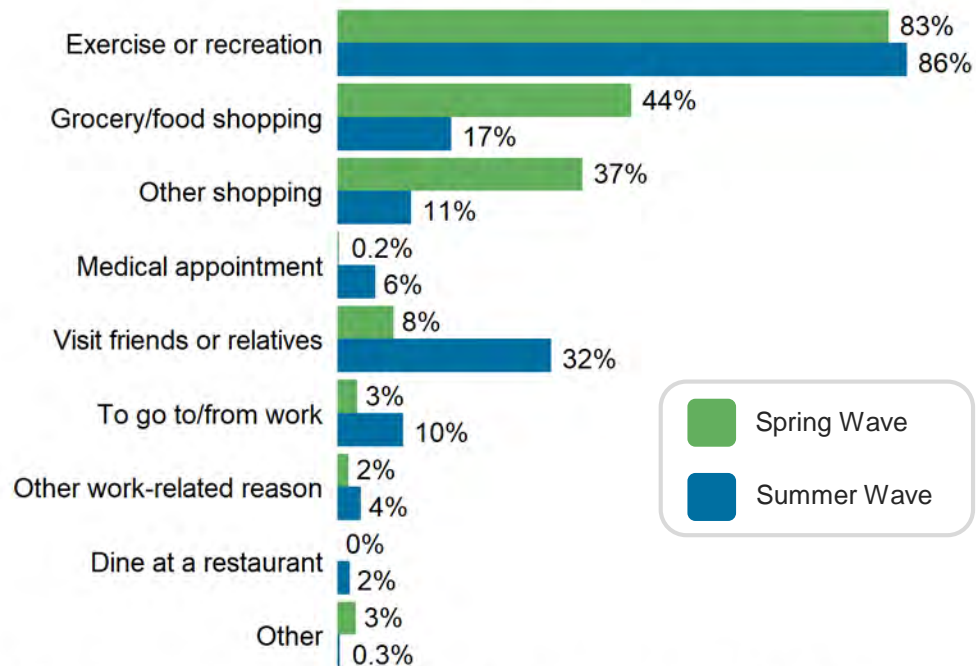 Exercise or recreation
83%
86%
Grocery/food shopping
44%
17%
Other shopping
37%
11%
Medical appointment
0.2%
6%
Visit friends or relatives
8%
32%
To go to/from work
3%
10%
Other work-related reason
2%
4%
Dine at a restaurant
0%
2%
Other
3%
0.3%
Spring Wave
Summer Wave